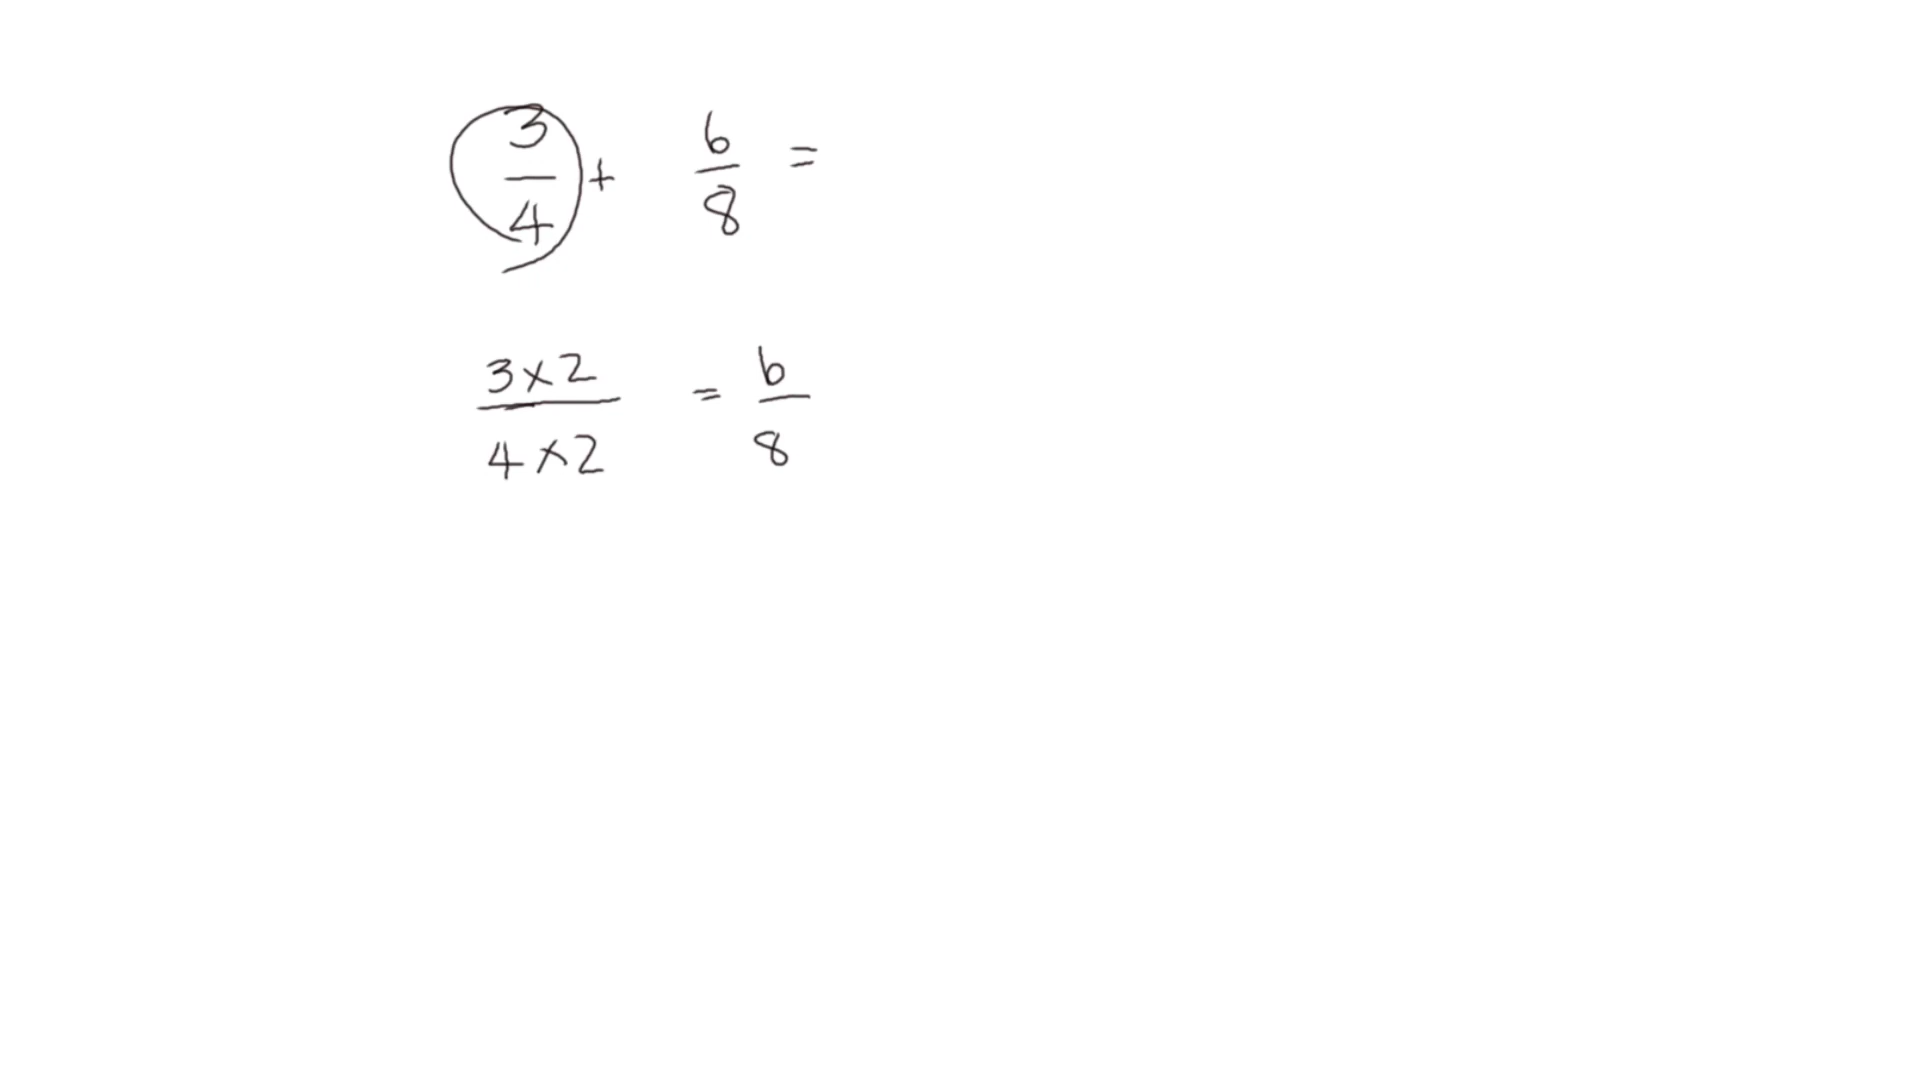 3/4 + 6/8 =
3×2/4×2 = 6/8